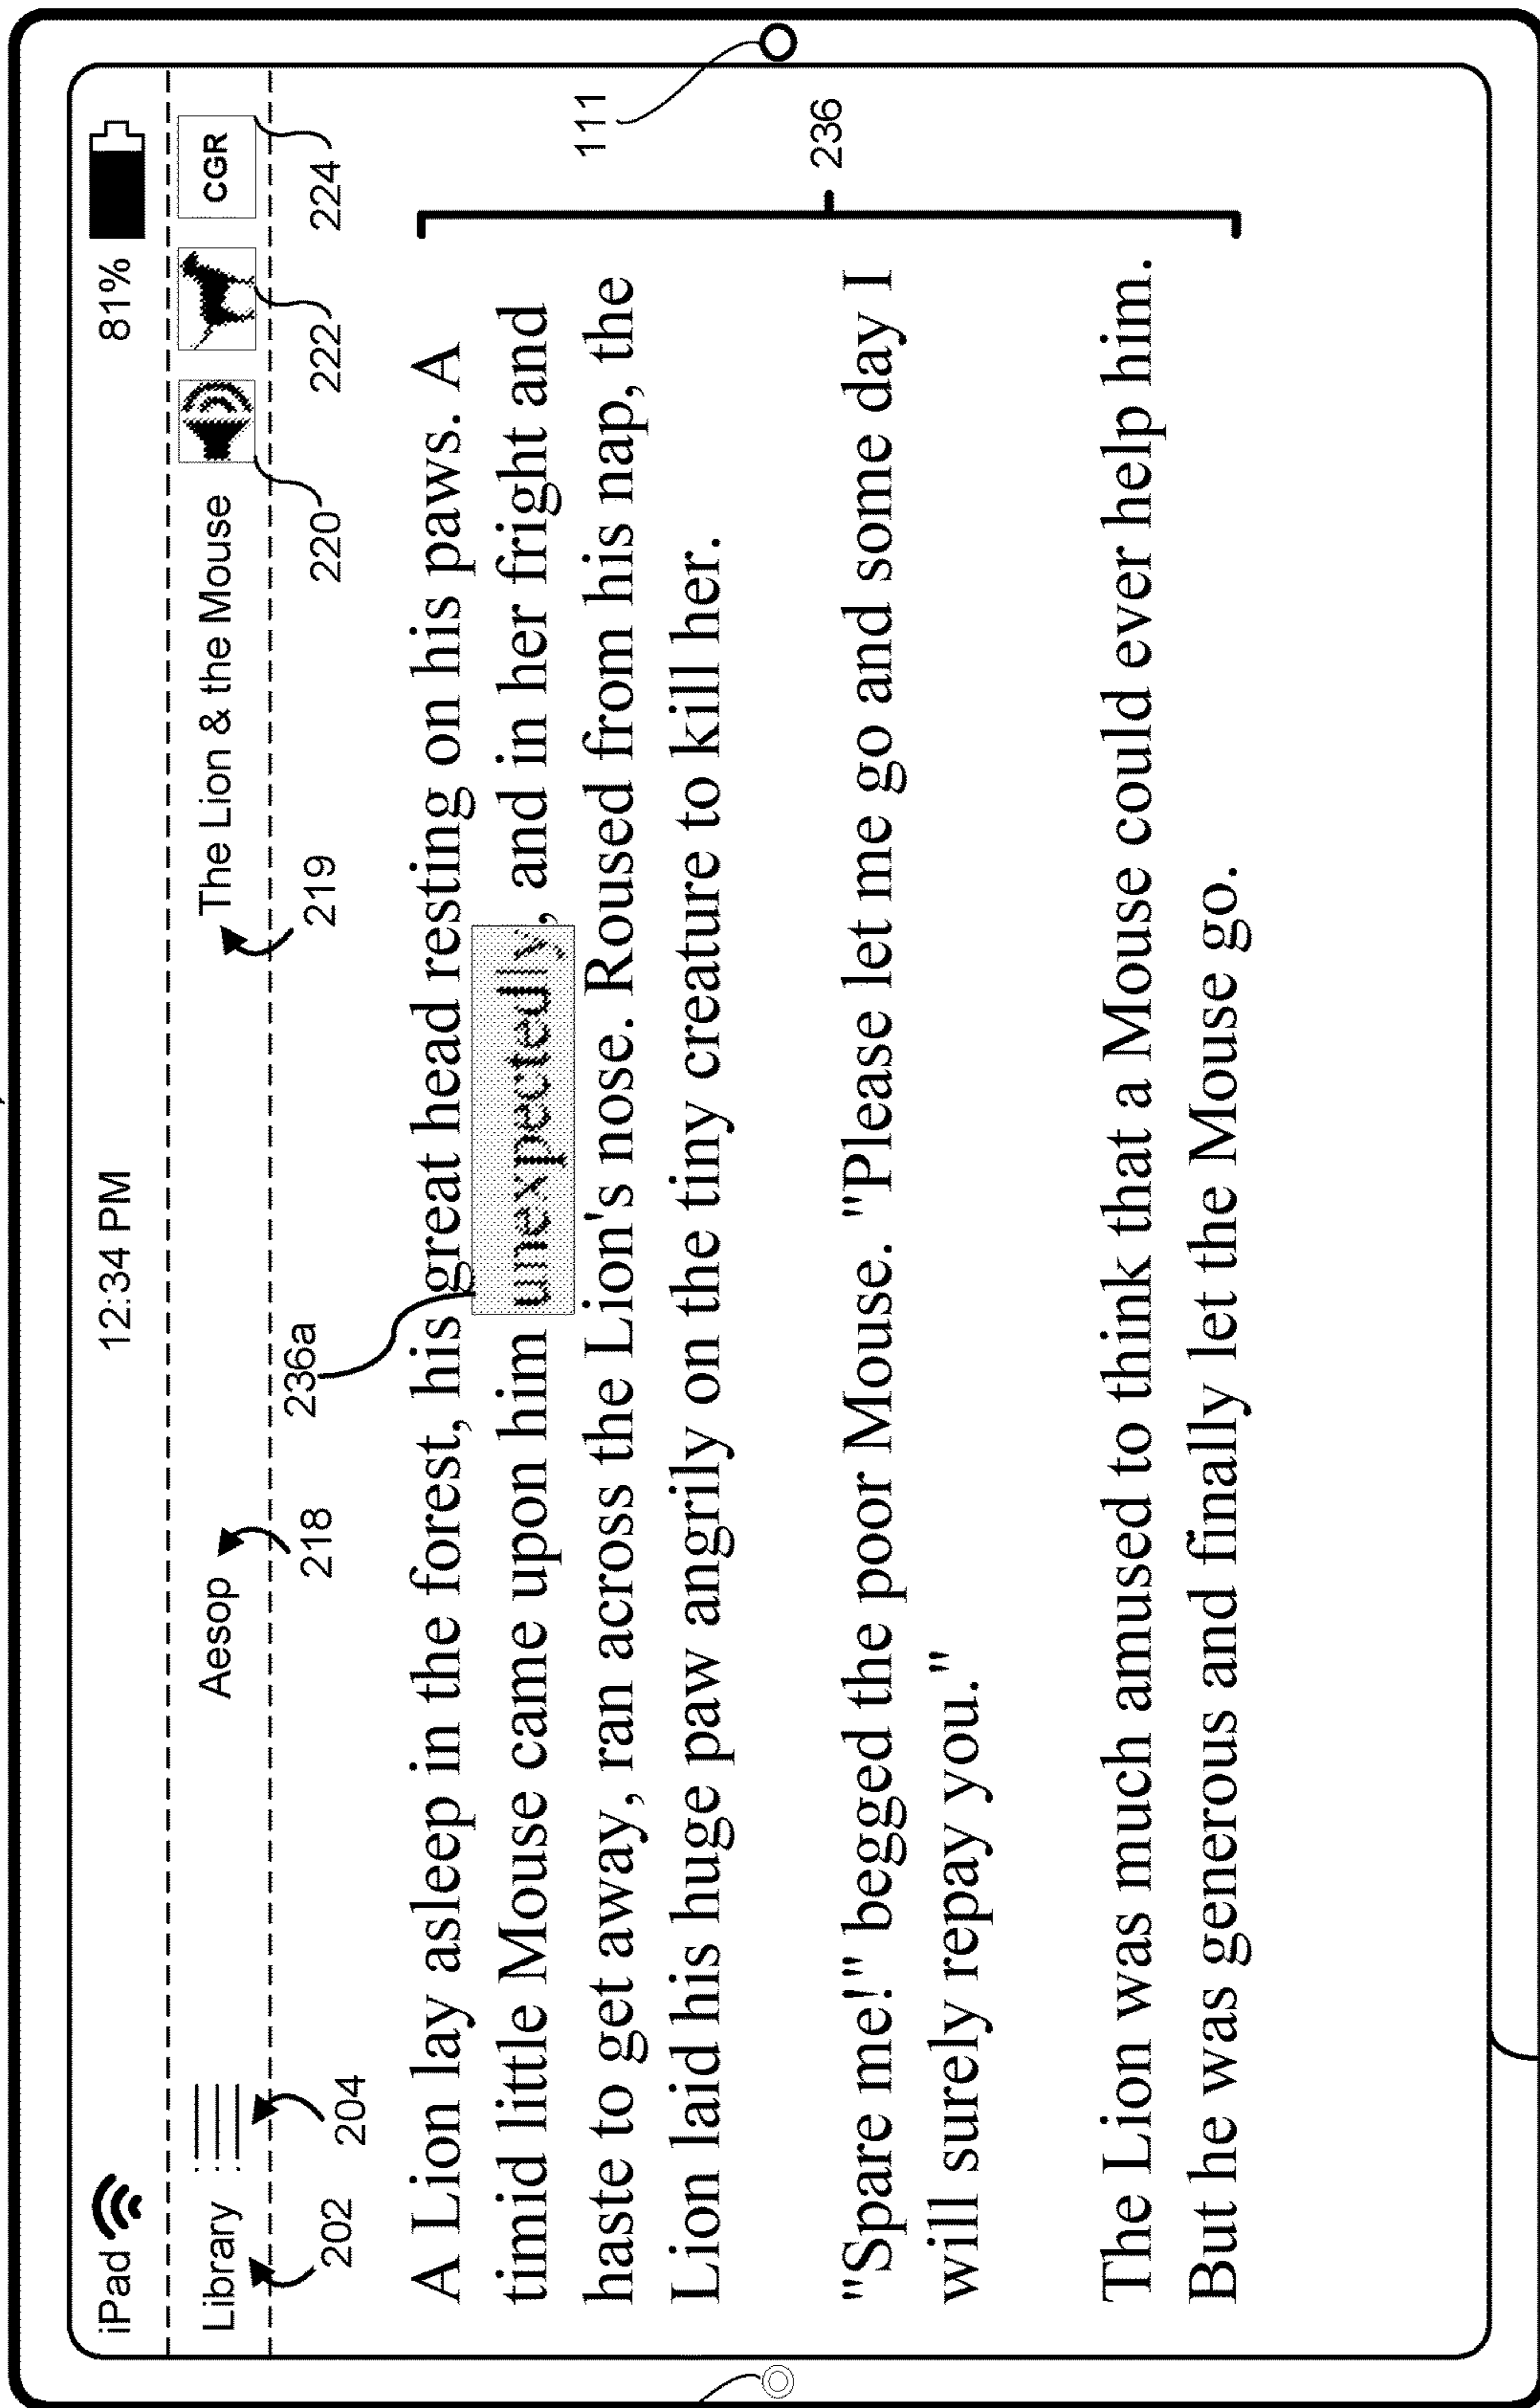 iPad 12:34 PM 81%
Library Aesop The Lion & the Mouse CGR
202 204 218 236a 219 220 222 224
A Lion lay asleep in the forest, his great head resting on his paws. A
timid little Mouse came upon him unexpectedly, and in her fright and
haste to get away, ran across the Lion's nose. Roused from his nap, the
Lion laid his huge paw angrily on the tiny creature to kill her.
"Spare me!" begged the poor Mouse. "Please let me go and some day I
will surely repay you."
The Lion was much amused to think that a Mouse could ever help him.
But he was generous and finally let the Mouse go.
111
236